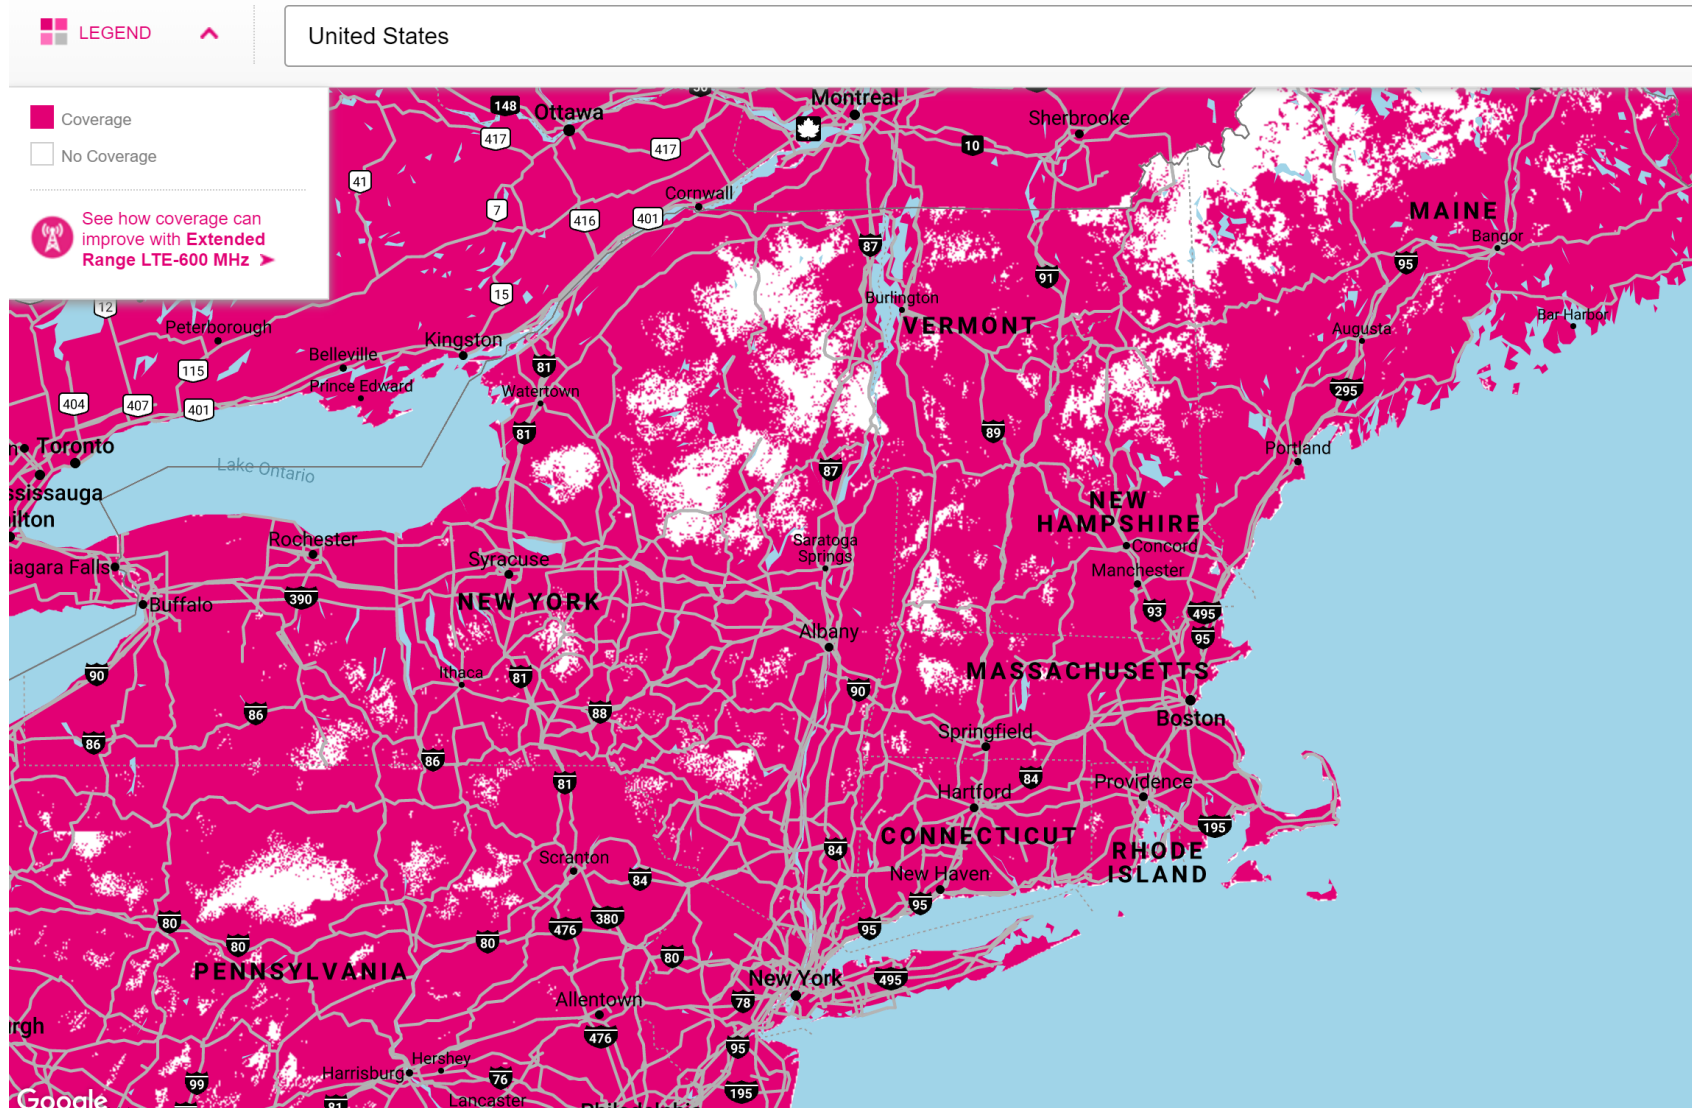 LEGEND
United States
Coverage
No Coverage
See how coverage can
improve with Extended
Range LTE-600 MHz
148
Ottawa
417
417
Montreal
Sherbrooke
10
41
7
416
401
Cornwall
MAINE
Bangor
87
95
91
15
12
Burlington
VERMONT
Peterborough
Kingston
Bar Harbor
Augusta
Belleville
115
81
Prince Edward
Watertown
295
404
407
401
81
89
Toronto
Portland
Lake Ontario
87
ssissauga
NEW
HAMPSHIRE
ilton
Rochester
Saratoga
Springs
Concord
Syracuse
iagara Falls
Manchester
390
NEW YORK
Buffalo
93
495
Albany
95
Ithaca
MASSACHUSETTS
90
81
90
86
88
Boston
Springfield
86
86
81
84
Providence
Hartford
195
CONNECTICUT
84
RHODE
ISLAND
Scranton
84
New Haven
95
80
380
476
95
80
80
80
PENNSYLVANIA
New York
495
Allentown
78
rgh
476
95
Hershey
Harrisburg
99
76
195
Google
81
Lancaster
Philadelphia